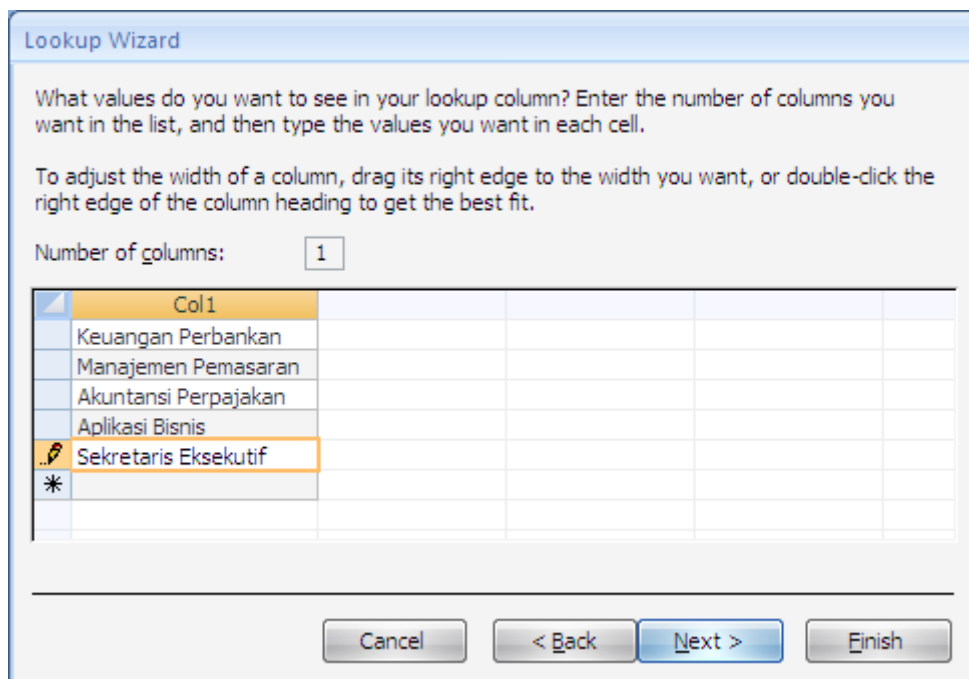 Lookup Wizard
What values do you want to see in your lookup column? Enter the number of columns you
want in the list, and then type the values you want in each cell.
To adjust the width of a column, drag its right edge to the width you want, or double-click the
right edge of the column heading to get the best fit.
Number of columns: 1
Col1
Keuangan Perbankan
Manajemen Pemasaran
Akuntansi Perpajakan
Aplikasi Bisnis
Sekretaris Eksekutif
Cancel < Back Next > Finish